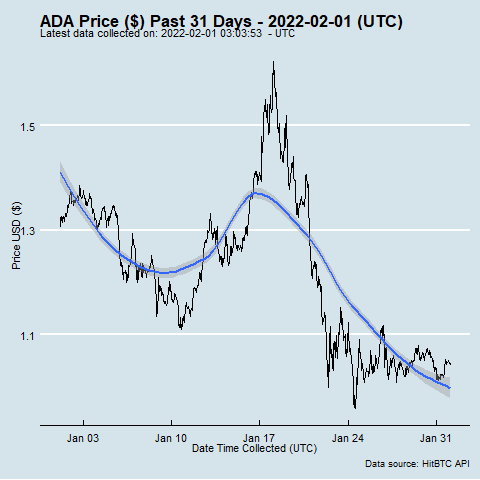 ADA Price ($) Past 31 Days - 2022-02-01 (UTC)
Latest data collected on: 2022-02-01 03:03:53 - UTC
Price USD ($)
1.5
1.3
1.1
Jan 03
Jan 10
Jan 17
Jan 24
Jan 31
Date Time Collected (UTC)
Data source: HitBTC API